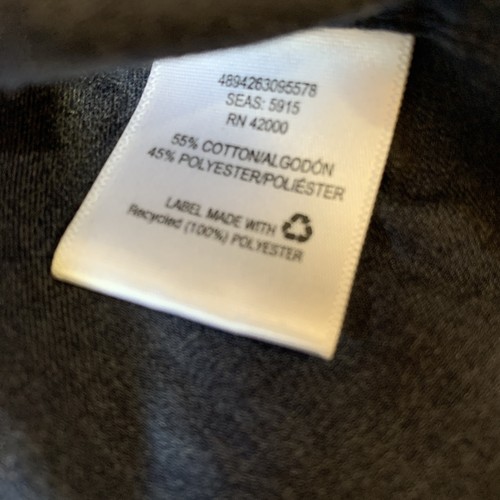 4894263095578
SEAS: 5915
RN 42000
55% COTTON/ALGODÓN
45% POLYESTER/POLIÉSTER
LABEL MADE WITH
Recycled (100%) POLYESTER